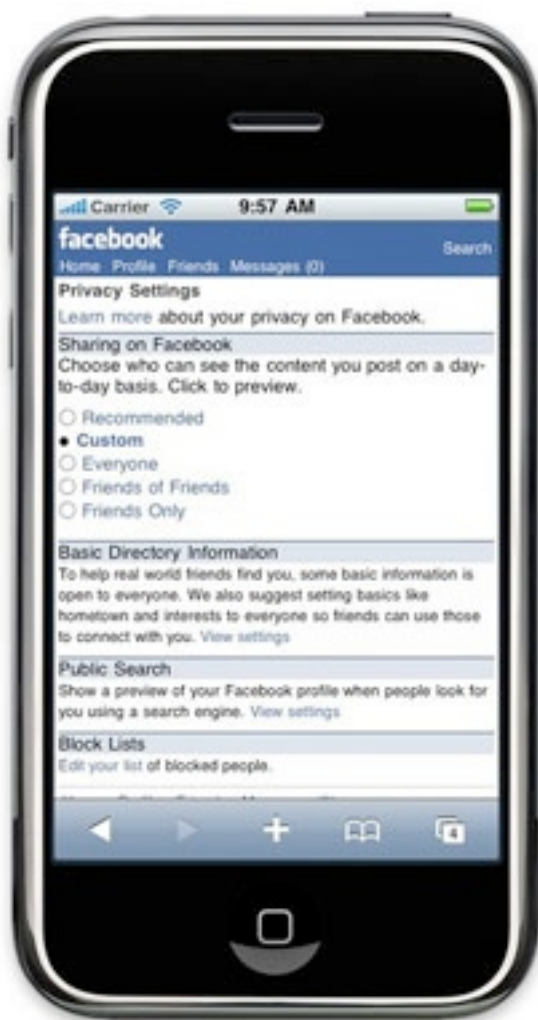 Carrier 9:57 AM
facebook
Search
Home Profile Friends Messages (0)
Privacy Settings
Learn more about your privacy on Facebook.
Sharing on Facebook
Choose who can see the content you post on a day-
to-day basis. Click to preview.
Recommended
Custom
Everyone
Friends of Friends
Friends Only
Basic Directory Information
To help real world friends find you, some basic information is
open to everyone. We also suggest setting basics like
hometown and interests to everyone so friends can use those
to connect with you. View settings
Public Search
Show a preview of your Facebook profile when people look for
you using a search engine. View settings
Block Lists
Edit your list of blocked people.
4